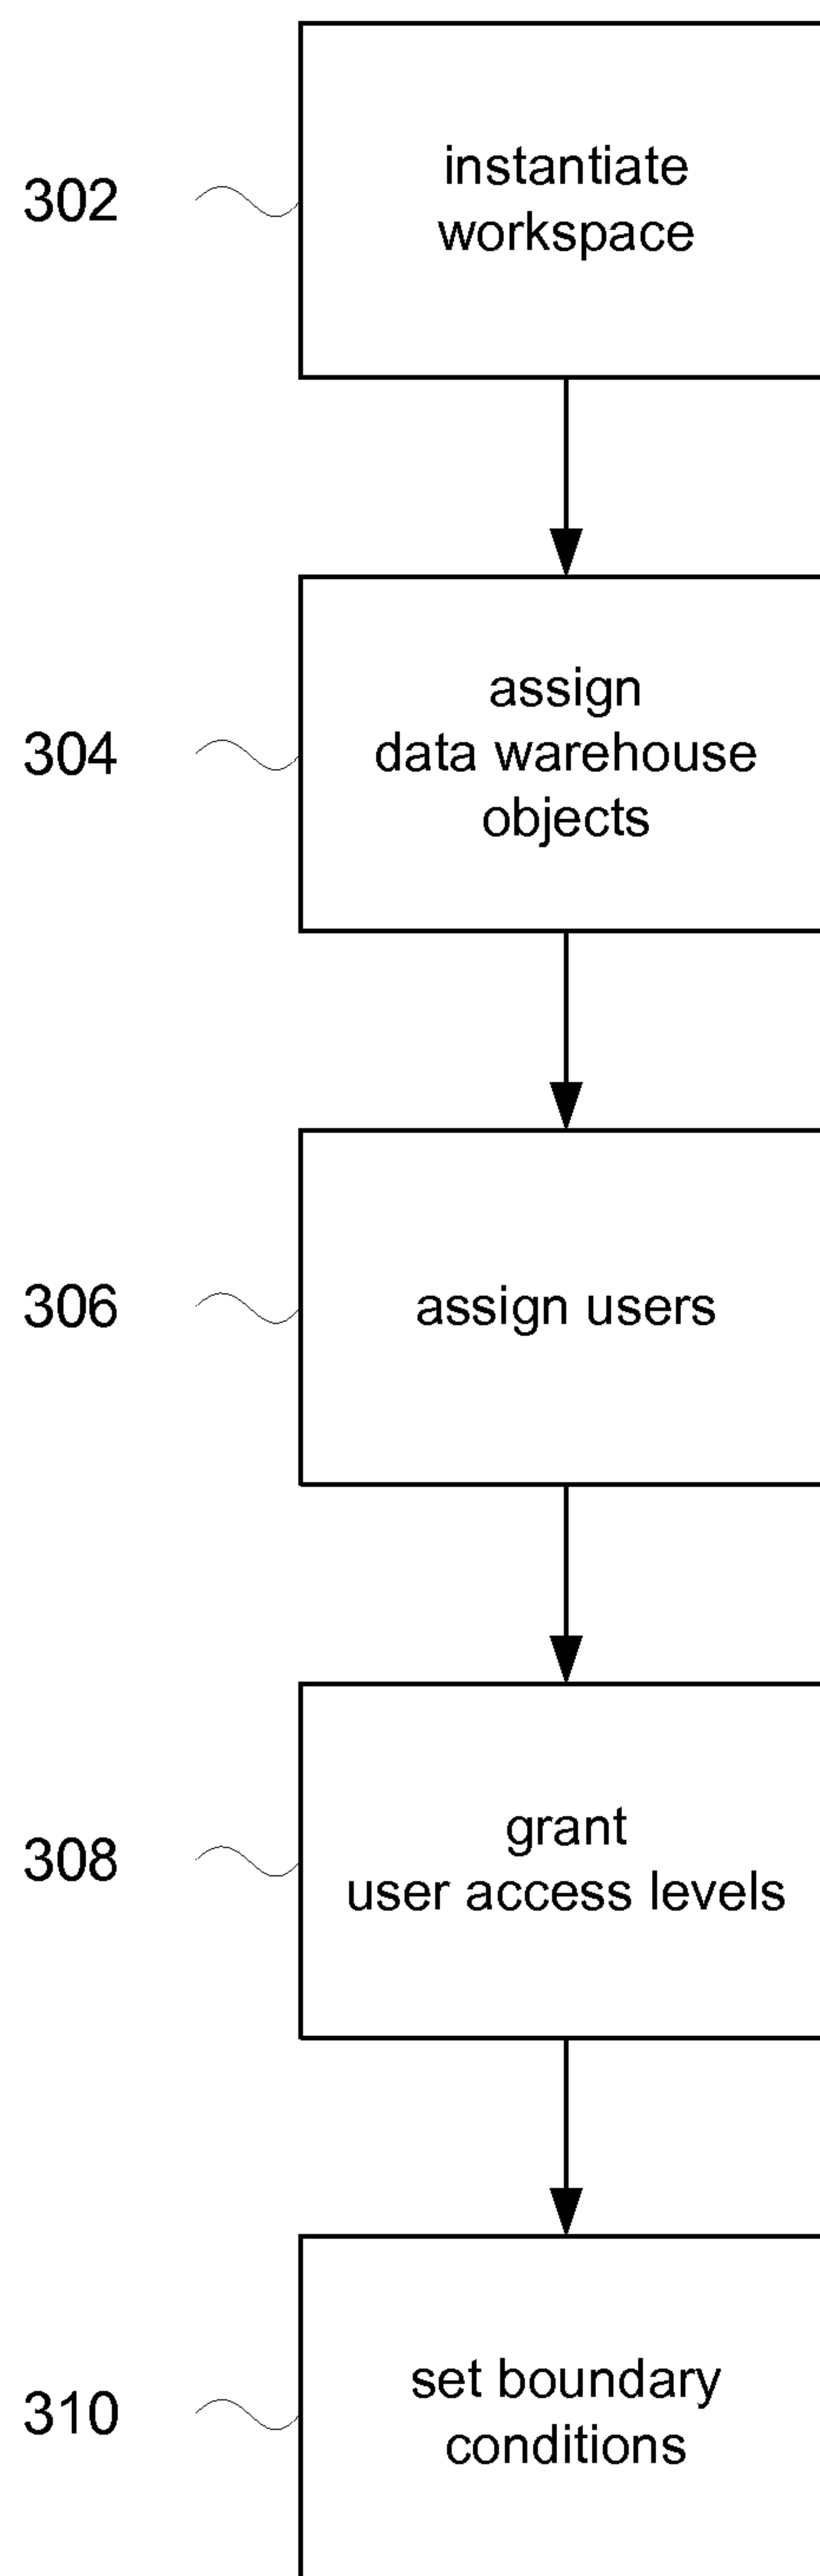 302
instantiate
workspace
304
assign
data warehouse
objects
306
assign users
308
grant
user access levels
310
set boundary
conditions